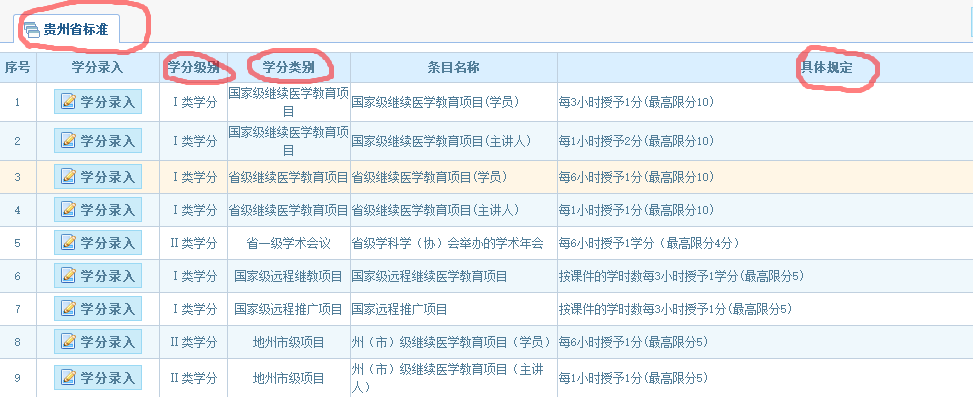 贵州省标准
序号 学分录入 学分级别 学分类别 条目名称 具体规定
1 学分录入 I 类学分 国家级继续医学教育项目 国家级继续医学教育项目(学员) 每3小时授予1分(最高限分10)
2 学分录入 I 类学分 国家级继续医学教育项目 国家级继续医学教育项目(主讲人) 每1小时授予2分(最高限分10)
3 学分录入 I 类学分 省级继续医学教育项目 省级继续医学教育项目(学员) 每6小时授予1分(最高限分10)
4 学分录入 I 类学分 省级继续医学教育项目 省级继续医学教育项目(主讲人) 每1小时授予1分(最高限分10)
5 学分录入 II 类学分 省一级学术会议 省级学科学（协）会举办的学术年会 每6小时授予1学分（最高限分4分）
6 学分录入 I 类学分 国家级远程继教项目 国家级远程继续医学教育项目 按课件的学时数每3小时授予1学分(最高限分5)
7 学分录入 I 类学分 国家级远程推广项目 国家远程推广项目 按课件的学时数每3小时授予1分(最高限分5)
8 学分录入 II 类学分 地州市级项目 州（市）级继续医学教育项目（学员） 每6小时授予1分(最高限分5)
9 学分录入 II 类学分 地州市级项目 州（市）级继续医学教育项目（主讲人） 每1小时授予1分(最高限分5)